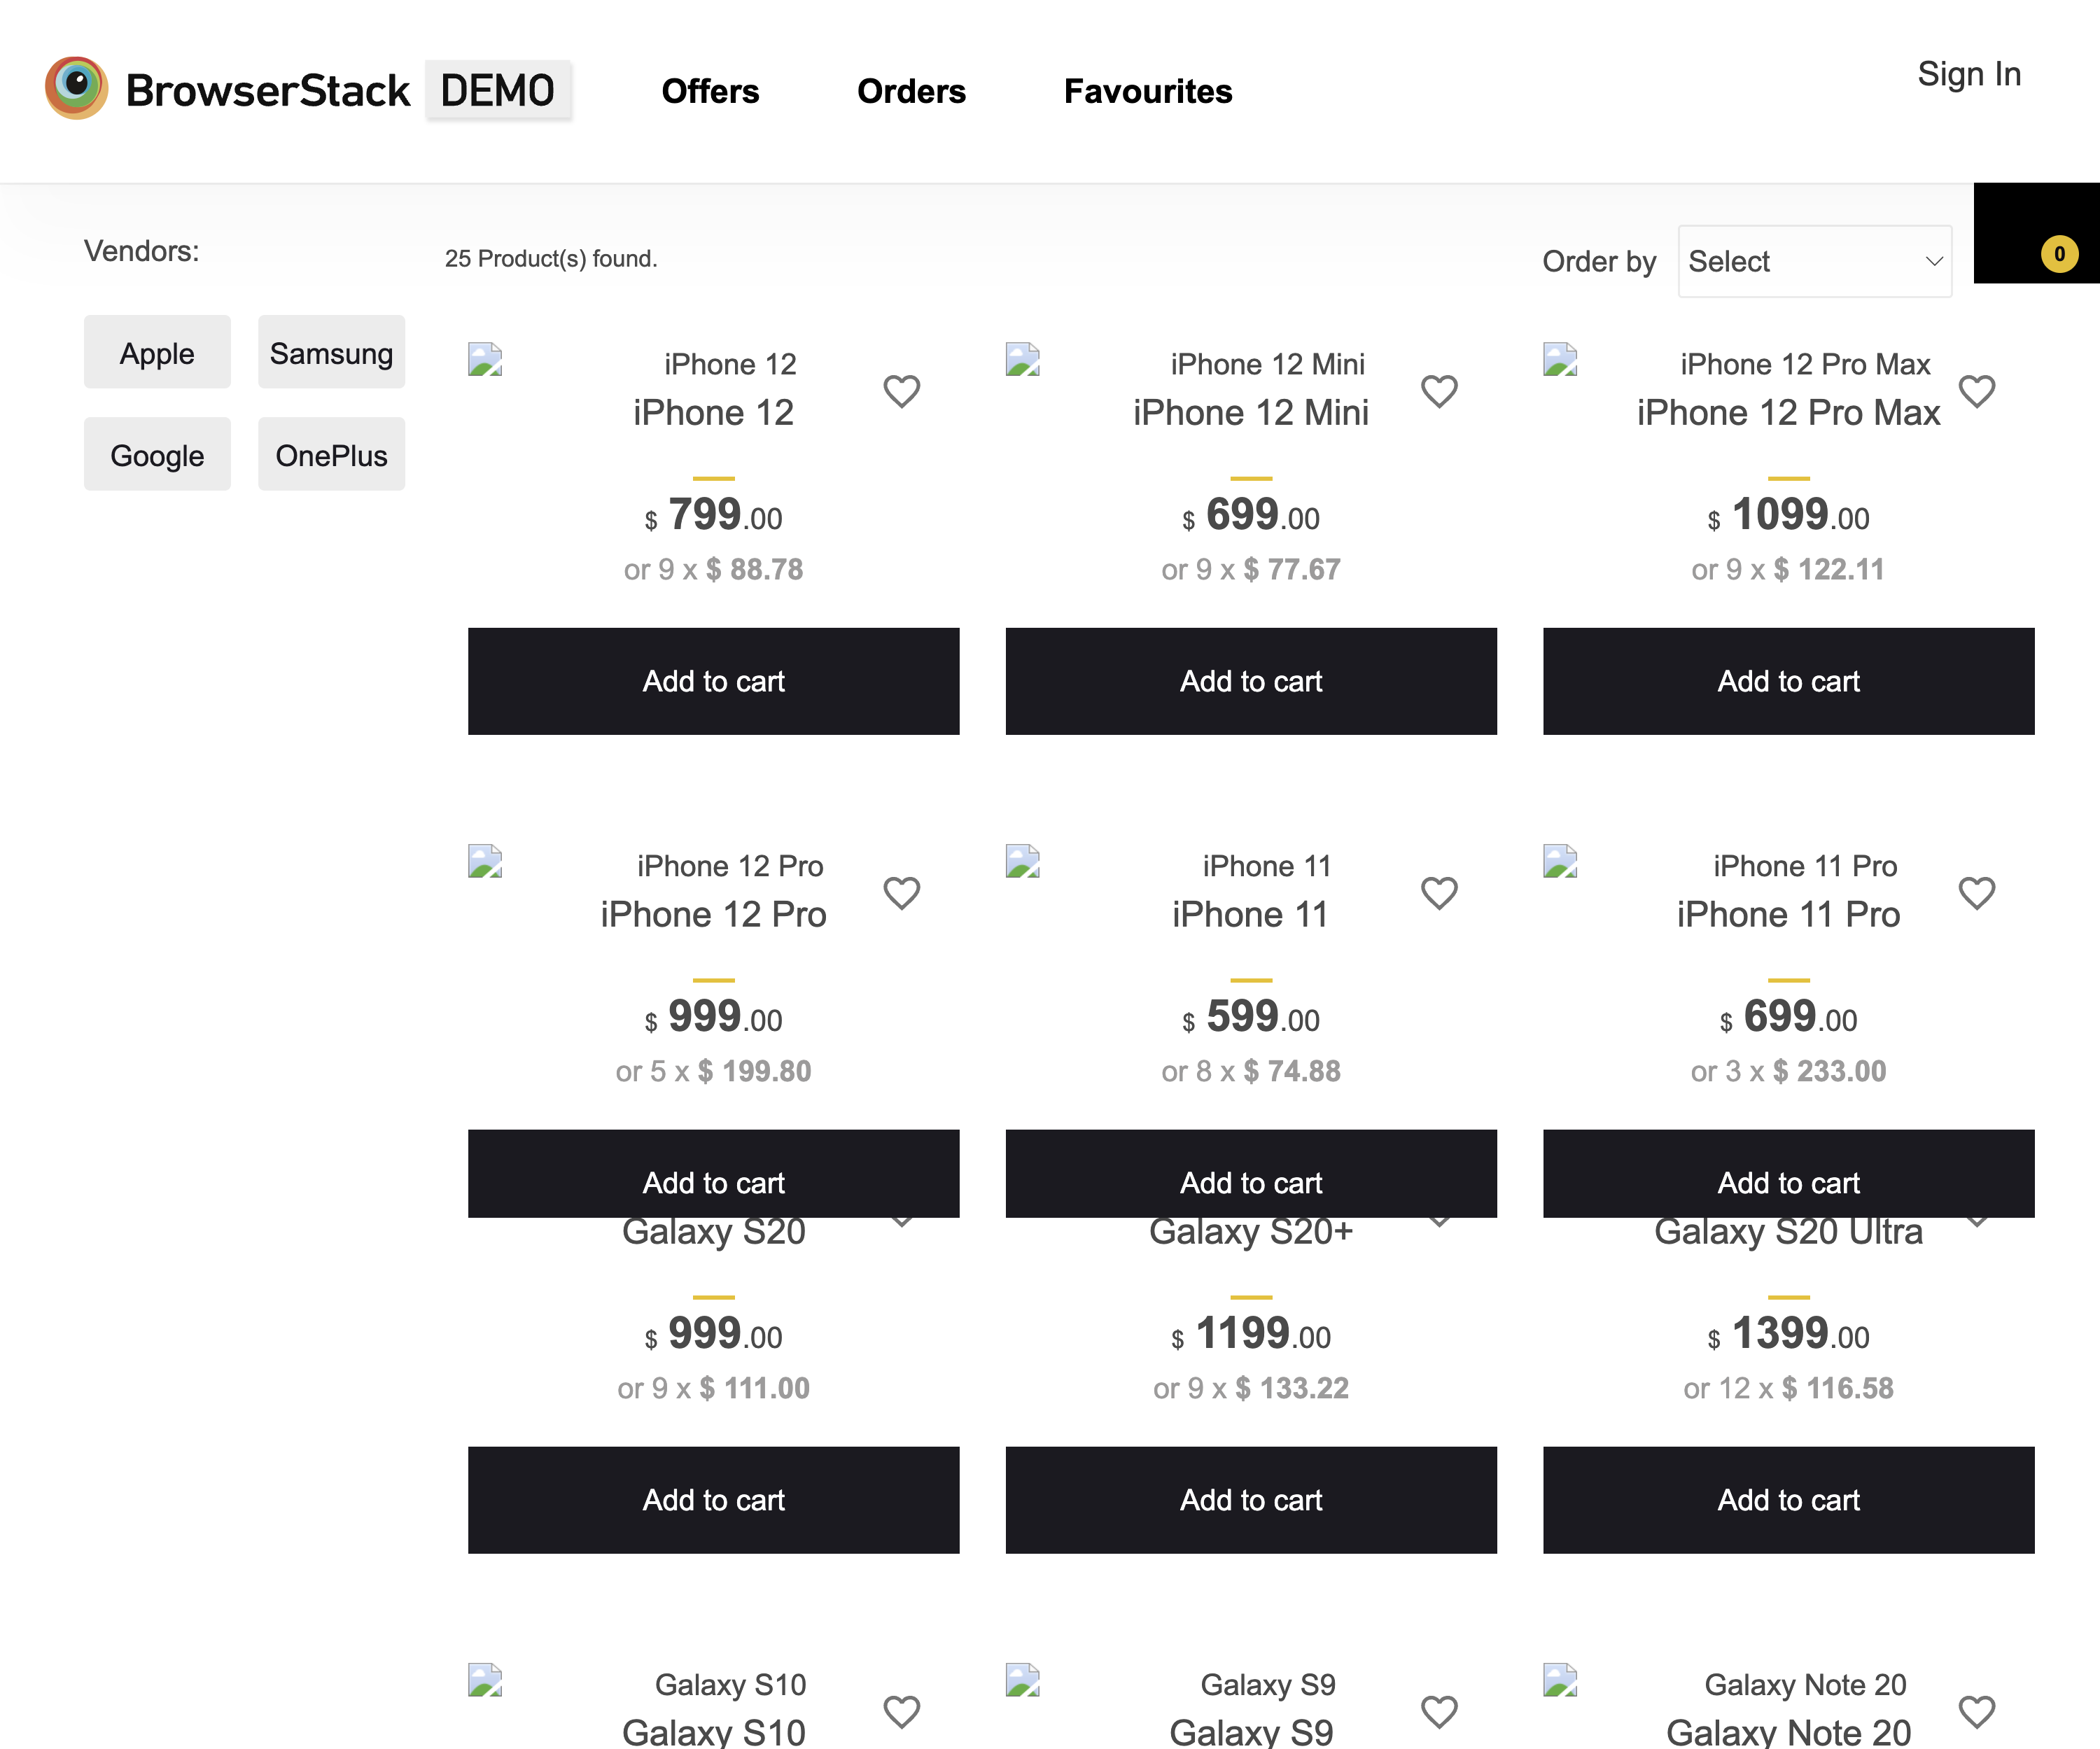 BrowserStack DEMO
Offers
Orders
Favourites
Sign In
Vendors:
25 Product(s) found.
Order by
Select
0
Apple
Samsung
Google
OnePlus
iPhone 12
iPhone 12
$ 799.00
or 9 x $ 88.78
Add to cart
iPhone 12 Mini
iPhone 12 Mini
$ 699.00
or 9 x $ 77.67
Add to cart
iPhone 12 Pro Max
iPhone 12 Pro Max
$ 1099.00
or 9 x $ 122.11
Add to cart
iPhone 12 Pro
iPhone 12 Pro
$ 999.00
or 5 x $ 199.80
Add to cart
iPhone 11
iPhone 11
$ 599.00
or 8 x $ 74.88
Add to cart
iPhone 11 Pro
iPhone 11 Pro
$ 699.00
or 3 x $ 233.00
Add to cart
Galaxy S20
$ 999.00
or 9 x $ 111.00
Add to cart
Galaxy S20+
$ 1199.00
or 9 x $ 133.22
Add to cart
Galaxy S20 Ultra
$ 1399.00
or 12 x $ 116.58
Add to cart
Galaxy S10
Galaxy S10
Galaxy S9
Galaxy S9
Galaxy Note 20
Galaxy Note 20